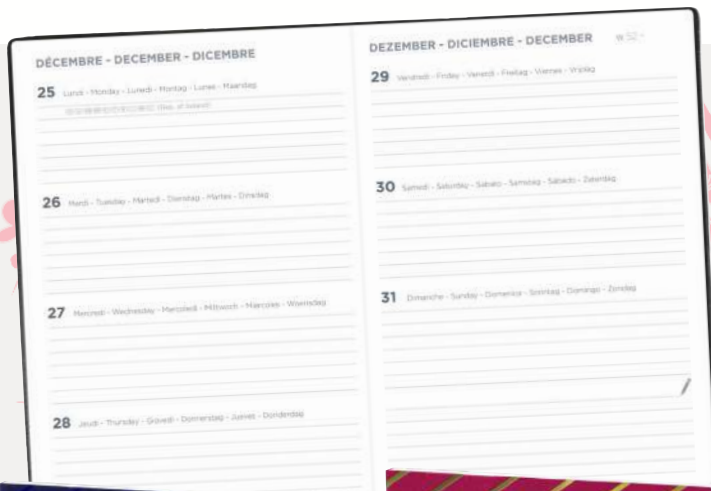 DÉCEMBRE - DECEMBER - DICEMBRE
25 Lundi - Monday - Lunedì - Montag - Lunes - Maandag
26 Mardi - Tuesday - Martedì - Dienstag - Martes - Dinsdag
27 Mercredi - Wednesday - Mercoledì - Mittwoch - Miércoles - Woensdag
28 Jeudi - Thursday - Giovedì - Donnerstag - Jueves - Donderdag
DEZEMBER - DICIEMBRE - DECEMBER 52
29 Vendredi - Friday - Venerdì - Freitag - Viernes - Vrijdag
30 Samedi - Saturday - Sabato - Samstag - Sábado - Zaterdag
31 Dimanche - Sunday - Domenica - Sonntag - Domingo - Zondag